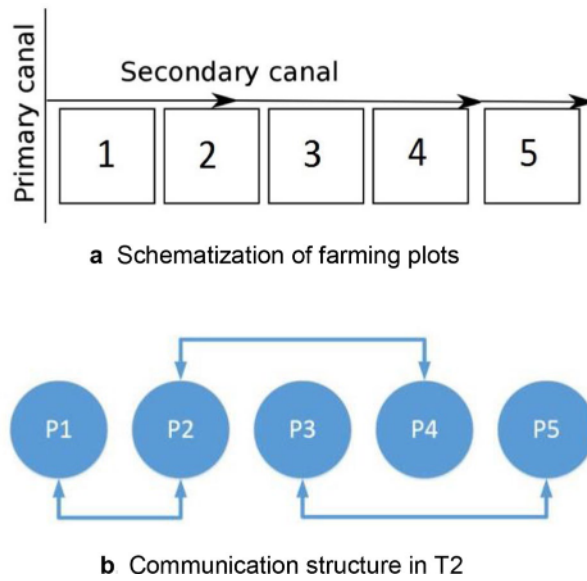 Primary canal
Secondary canal
1 2 3 4 5
a Schematization of farming plots
P1 P2 P3 P4 P5
b Communication structure in T2